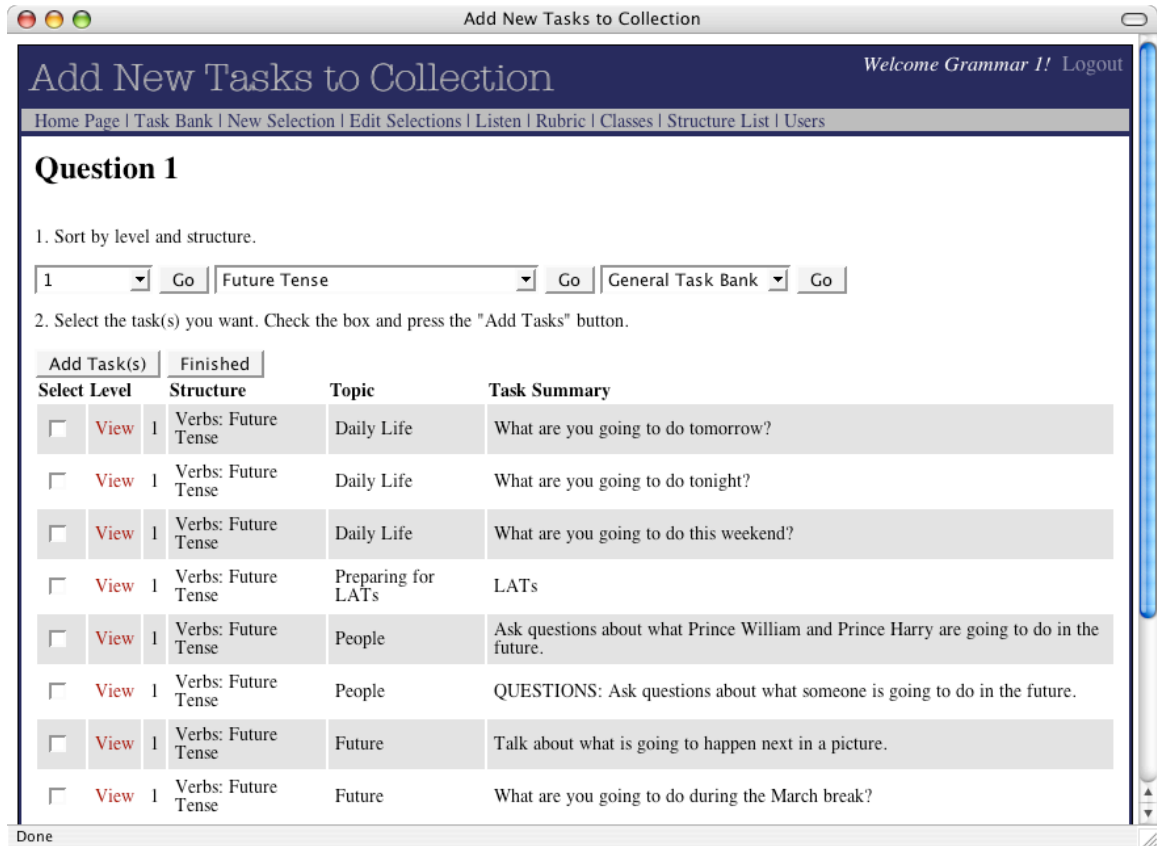 Add New Tasks to Collection
Add New Tasks to Collection
Welcome Grammar 1! Logout
Home Page | Task Bank | New Selection | Edit Selections | Listen | Rubric | Classes | Structure List | Users
Question 1
1. Sort by level and structure.
1 Go Future Tense Go General Task Bank Go
2. Select the task(s) you want. Check the box and press the "Add Tasks" button.
Add Task(s) Finished
Select Level Structure Topic Task Summary
View 1 Verbs: Future Tense Daily Life What are you going to do tomorrow?
View 1 Verbs: Future Tense Daily Life What are you going to do tonight?
View 1 Verbs: Future Tense Daily Life What are you going to do this weekend?
View 1 Verbs: Future Tense Preparing for LATs LATs
View 1 Verbs: Future Tense People Ask questions about what Prince William and Prince Harry are going to do in the future.
View 1 Verbs: Future Tense People QUESTIONS: Ask questions about what someone is going to do in the future.
View 1 Verbs: Future Tense Future Talk about what is going to happen next in a picture.
View 1 Verbs: Future Tense Future What are you going to do during the March break?
Done